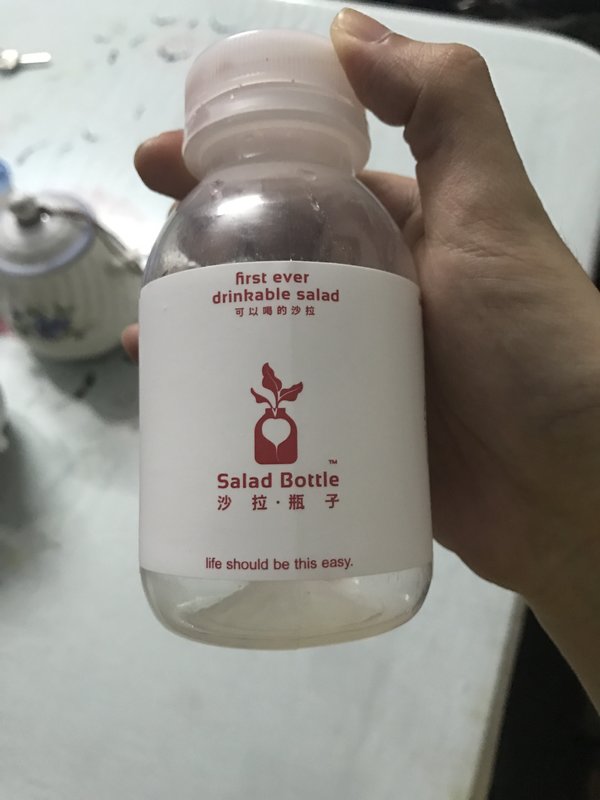 first ever
drinkable salad
可以喝的沙拉
TM
Salad Bottle
沙拉·瓶子
life should be this easy.